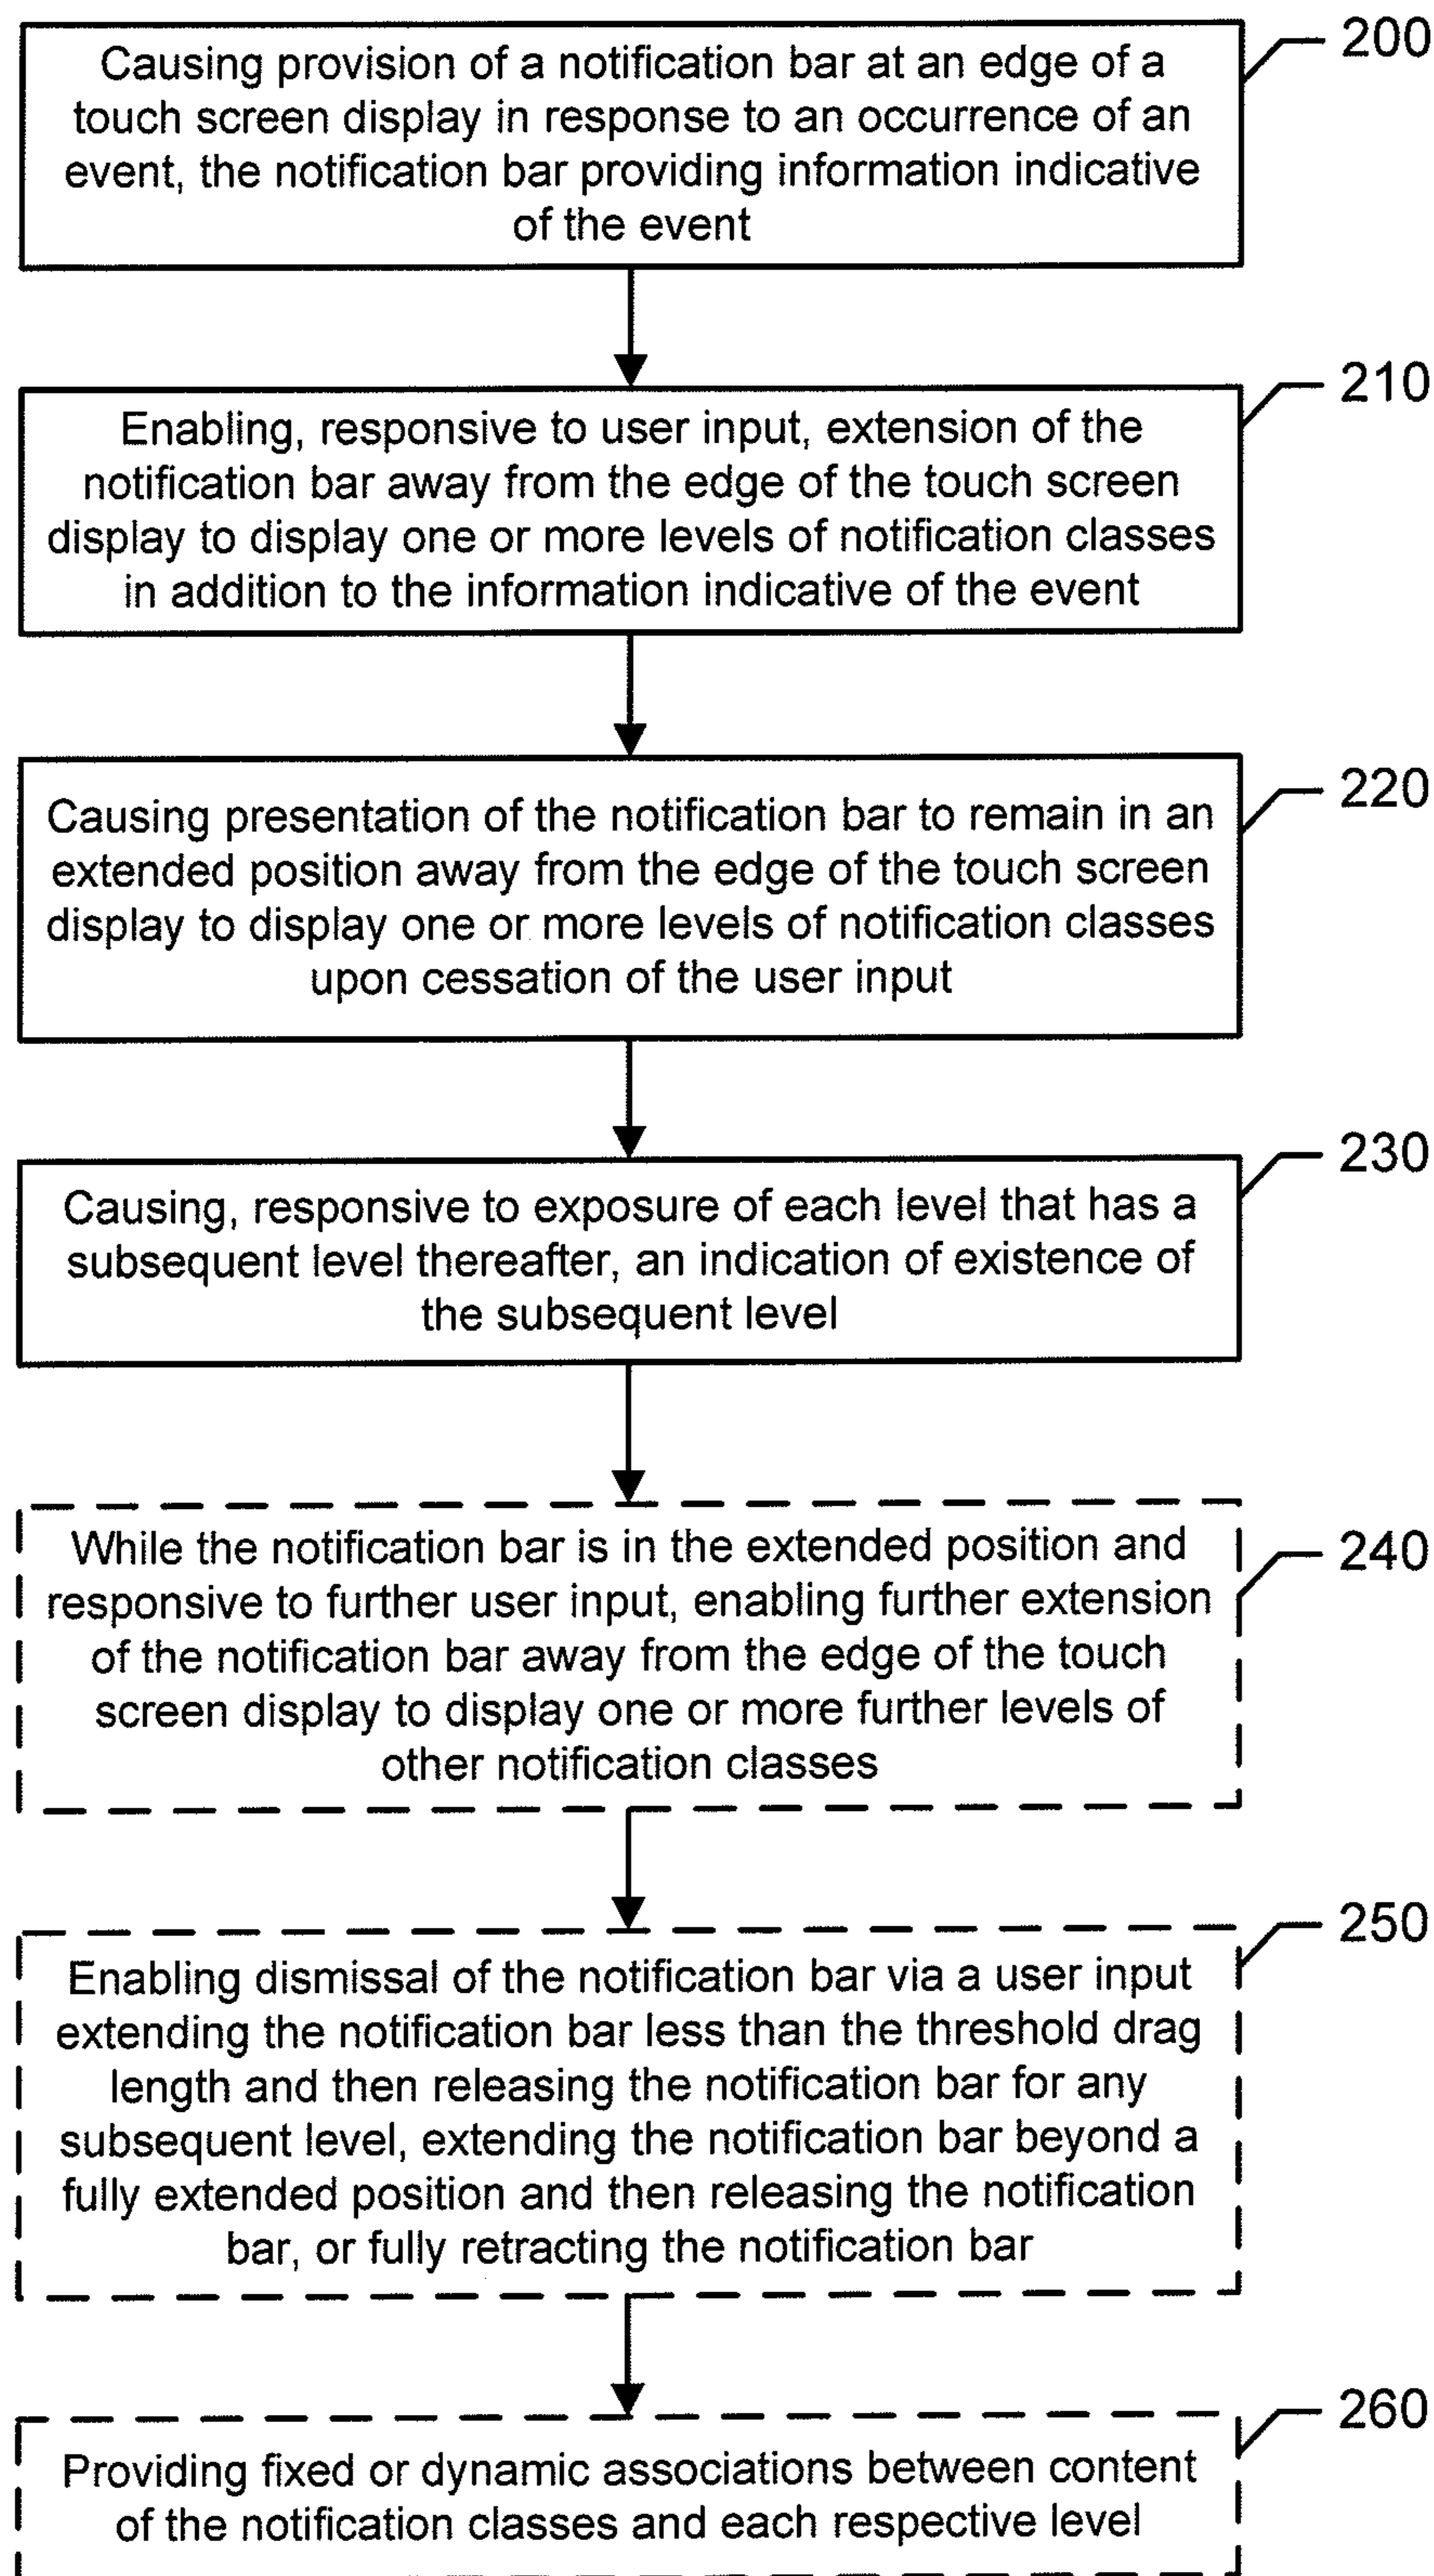 Causing provision of a notification bar at an edge of a
touch screen display in response to an occurrence of an
event, the notification bar providing information indicative
of the event
200
Enabling, responsive to user input, extension of the
notification bar away from the edge of the touch screen
display to display one or more levels of notification classes
in addition to the information indicative of the event
210
Causing presentation of the notification bar to remain in an
extended position away from the edge of the touch screen
display to display one or more levels of notification classes
upon cessation of the user input
220
Causing, responsive to exposure of each level that has a
subsequent level thereafter, an indication of existence of
the subsequent level
230
While the notification bar is in the extended position and
responsive to further user input, enabling further extension
of the notification bar away from the edge of the touch
screen display to display one or more further levels of
other notification classes
240
Enabling dismissal of the notification bar via a user input
extending the notification bar less than the threshold drag
length and then releasing the notification bar for any
subsequent level, extending the notification bar beyond a
fully extended position and then releasing the notification
bar, or fully retracting the notification bar
250
Providing fixed or dynamic associations between content
of the notification classes and each respective level
260